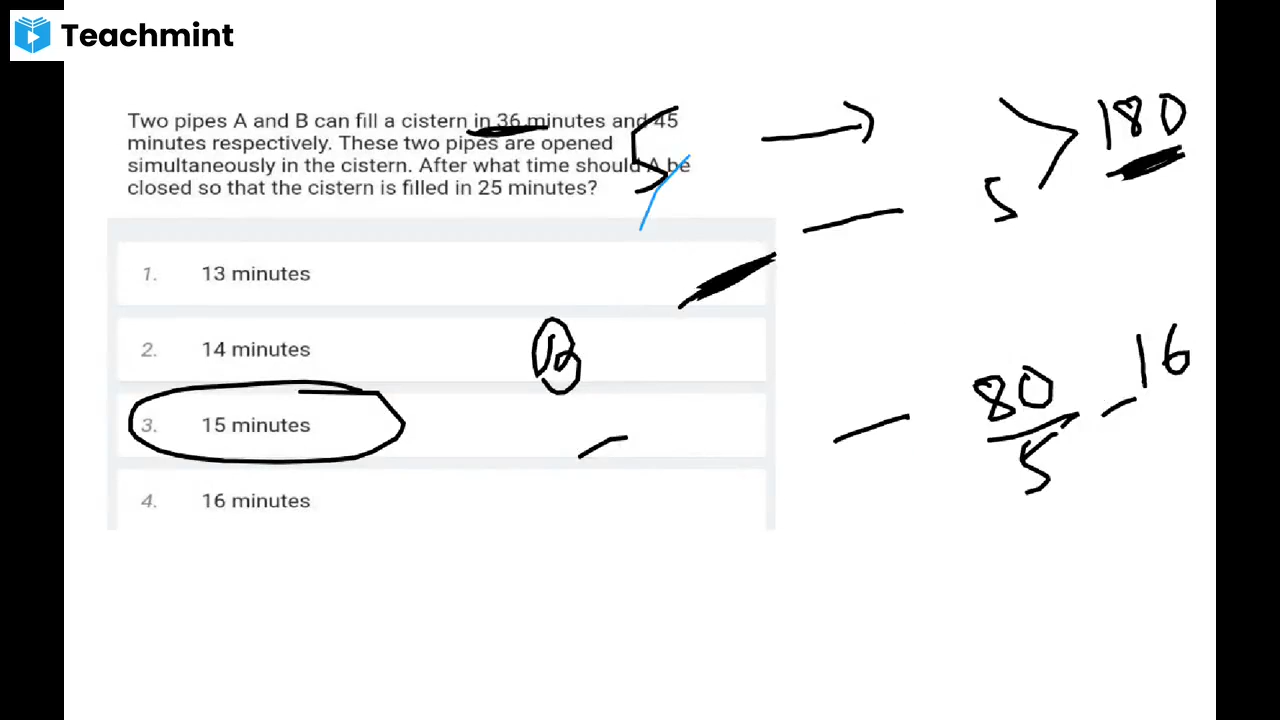 Teachmint
Two pipes A and B can fill a cistern in 36 minutes and 45
minutes respectively. These two pipes are opened
simultaneously in the cistern. After what time should A be
closed so that the cistern is filled in 25 minutes?
1. 13 minutes
2. 14 minutes
3. 15 minutes
4. 16 minutes
5
180
5
B
80
5
16